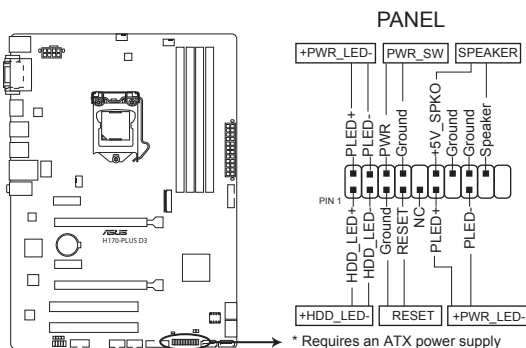 PANEL
+PWR_LED-
PWR_SW
SPEAKER
PLED+
PLED-
PWR
Ground
+5V_SPKO
Ground
Ground
Speaker
PIN 1
HDD_LED+
HDD_LED-
Ground
RESET
NC
PLED+
PLED-
+HDD_LED-
RESET
+PWR_LED-
* Requires an ATX power supply
ASUS
H170-PLUS D3